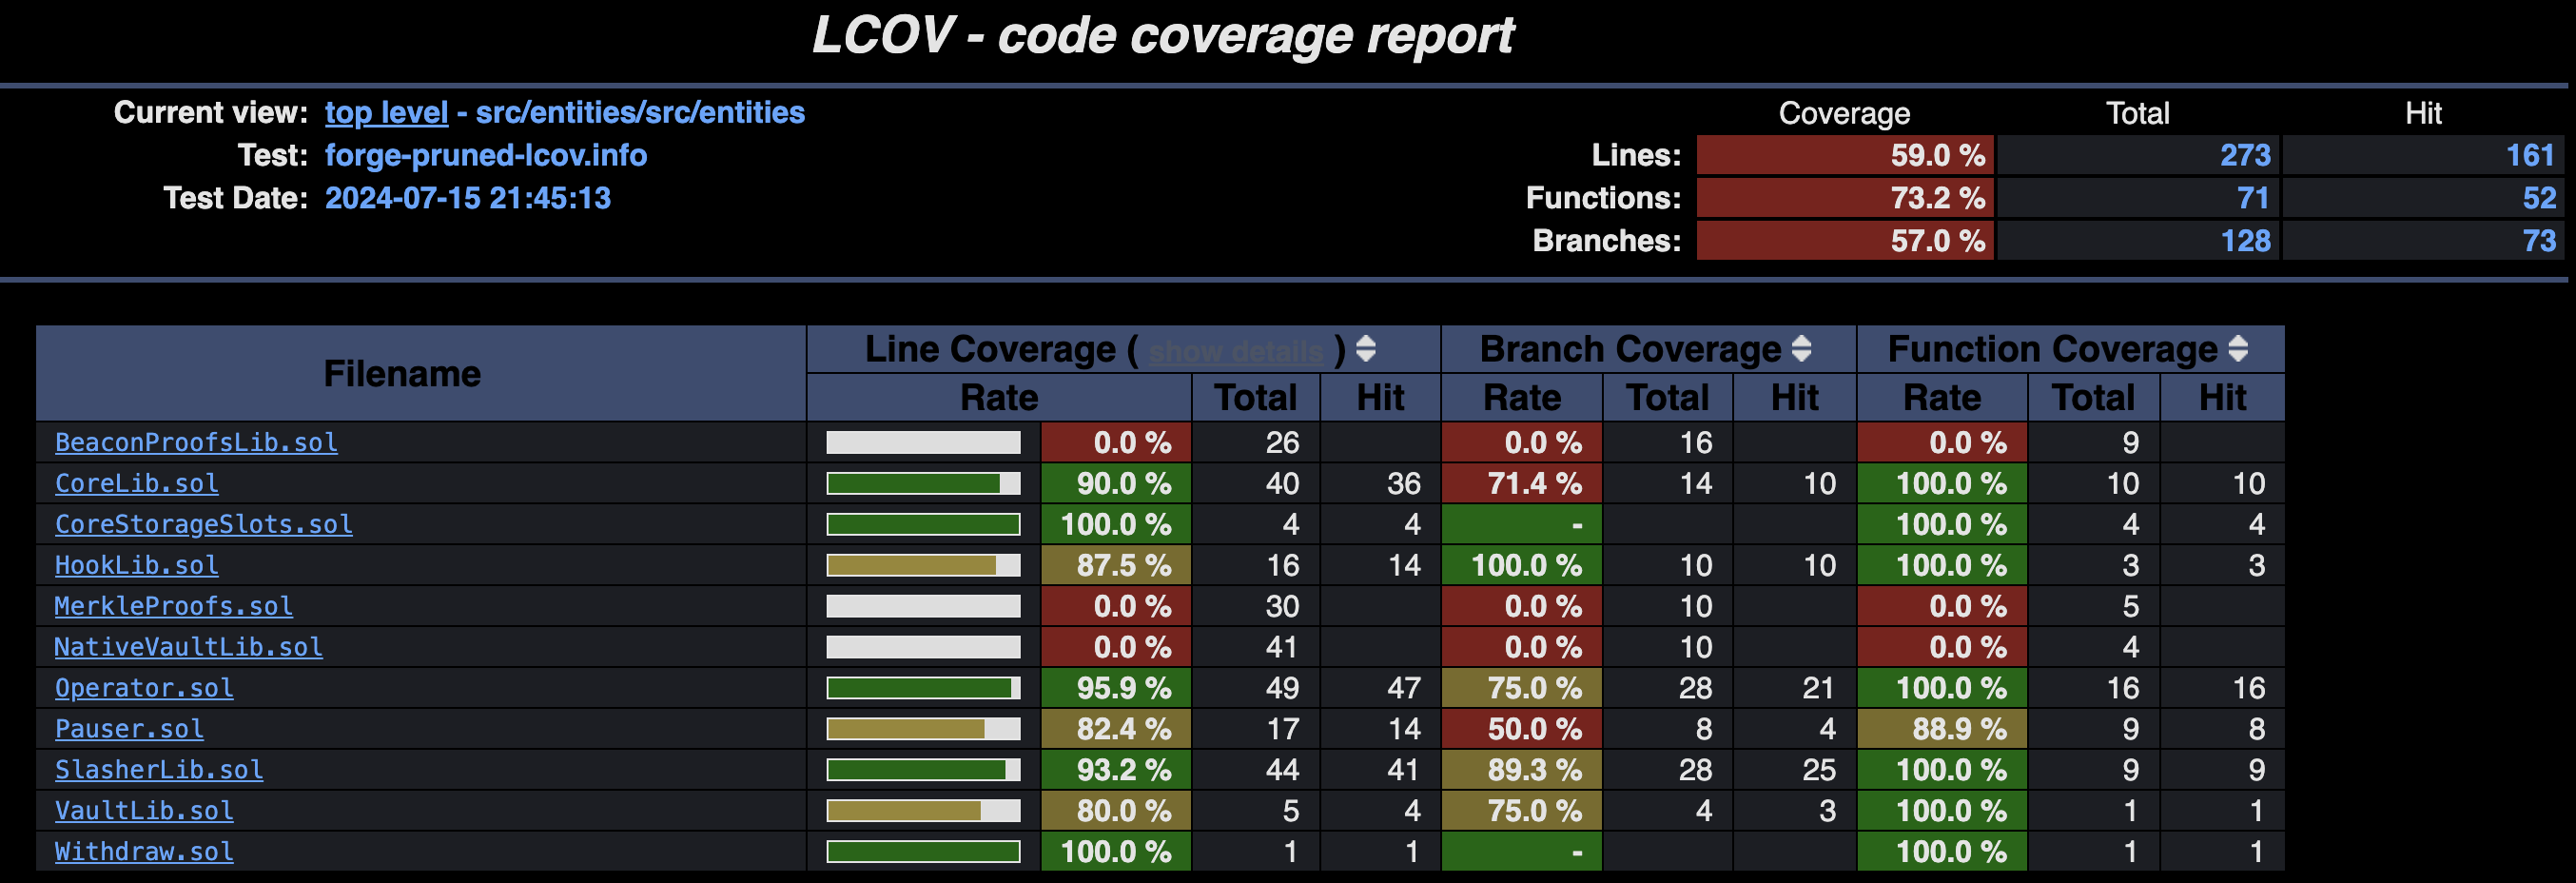 LCOV - code coverage report
Current view: top level - src/entities/src/entities
Test: forge-pruned-lcov.info
Test Date: 2024-07-15 21:45:13
Coverage Total Hit
Lines: 59.0 % 273 161
Functions: 73.2 % 71 52
Branches: 57.0 % 128 73
Filename Line Coverage ( show details ) Branch Coverage Function Coverage
Rate Total Hit Rate Total Hit Rate Total Hit
BeaconProofsLib.sol 0.0 % 26 0.0 % 16 0.0 % 9
CoreLib.sol 90.0 % 40 36 71.4 % 14 10 100.0 % 10 10
CoreStorageSlots.sol 100.0 % 4 4 - 100.0 % 4 4
HookLib.sol 87.5 % 16 14 100.0 % 10 10 100.0 % 3 3
MerkleProofs.sol 0.0 % 30 0.0 % 10 0.0 % 5
NativeVaultLib.sol 0.0 % 41 0.0 % 10 0.0 % 4
Operator.sol 95.9 % 49 47 75.0 % 28 21 100.0 % 16 16
Pauser.sol 82.4 % 17 14 50.0 % 8 4 88.9 % 9 8
SlasherLib.sol 93.2 % 44 41 89.3 % 28 25 100.0 % 9 9
VaultLib.sol 80.0 % 5 4 75.0 % 4 3 100.0 % 1 1
Withdraw.sol 100.0 % 1 1 - 100.0 % 1 1